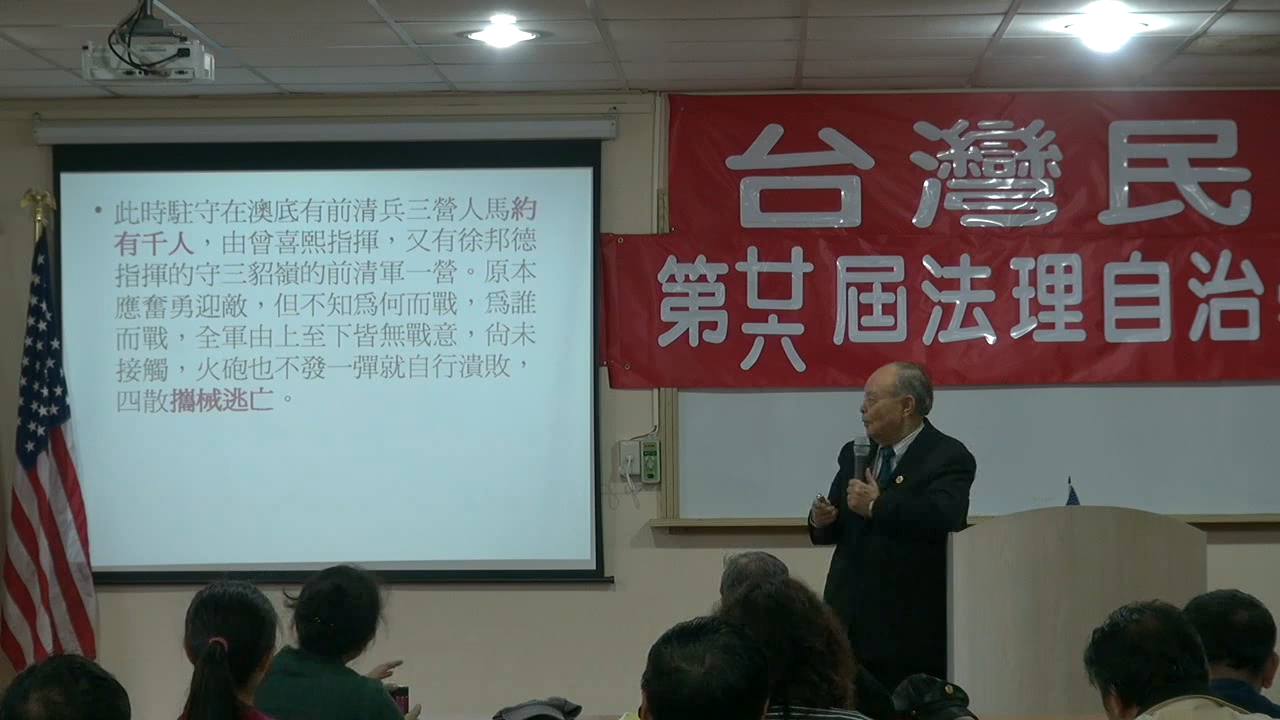 • 此時駐守在澳底有前清兵三營人馬約
有千人，由曾喜熙指揮，又有徐邦德
指揮的守三貂嶺的前清軍一營。原本
應奮勇迎敵，但不知為何而戰，為誰
而戰，全軍由上至下皆無戰意，尚未
接觸，火砲也不發一彈就自行潰敗，
四散攜械逃亡。
台灣民
第廿六屆法理自治